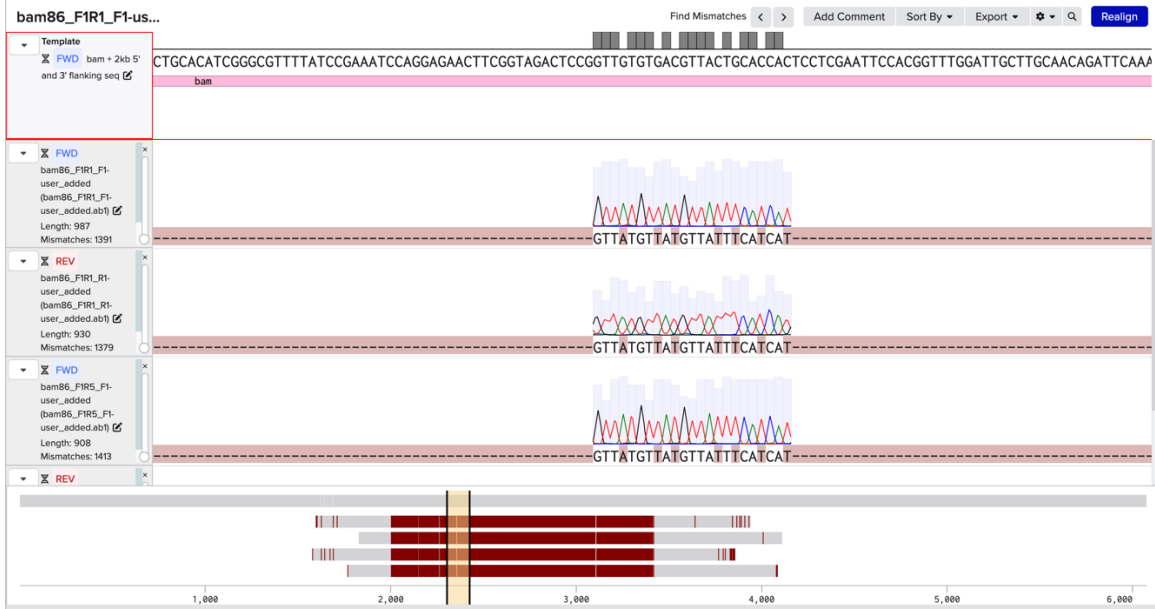 bam86_F1R1_F1-us...
Find Mismatches < > Add Comment Sort By Export Realign
Template
FWD bam + 2kb 5'
and 3' flanking seq
CTGCACATCGGGCGTTTTATCCGAAATCCAGGAGAACTTCGGTAGACTCCGGTTGTGTGACGTTACTGCACCACTCCTCGAATTCCACGGTTTGGATTGCTTGCAACAGATTCAAA
bam
FWD
bam86_F1R1_F1-
user_added
(bam86_F1R1_F1-
user_added.ab1)
Length: 987
Mismatches: 1391
GTTATGTTATGTTATTTCATCAT
REV
bam86_F1R1_R1-
user_added
(bam86_F1R1_R1-
user_added.ab1)
Length: 930
Mismatches: 1379
GTTATGTTATGTTATTTCATCAT
FWD
bam86_F1R5_F1-
user_added
(bam86_F1R5_F1-
user_added.ab1)
Length: 908
Mismatches: 1413
GTTATGTTATGTTATTTCATCAT
REV
1,000 2,000 3,000 4,000 5,000 6,000